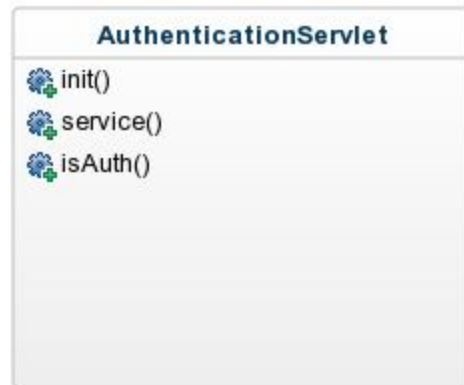 AuthenticationServlet
init()
service()
isAuth()